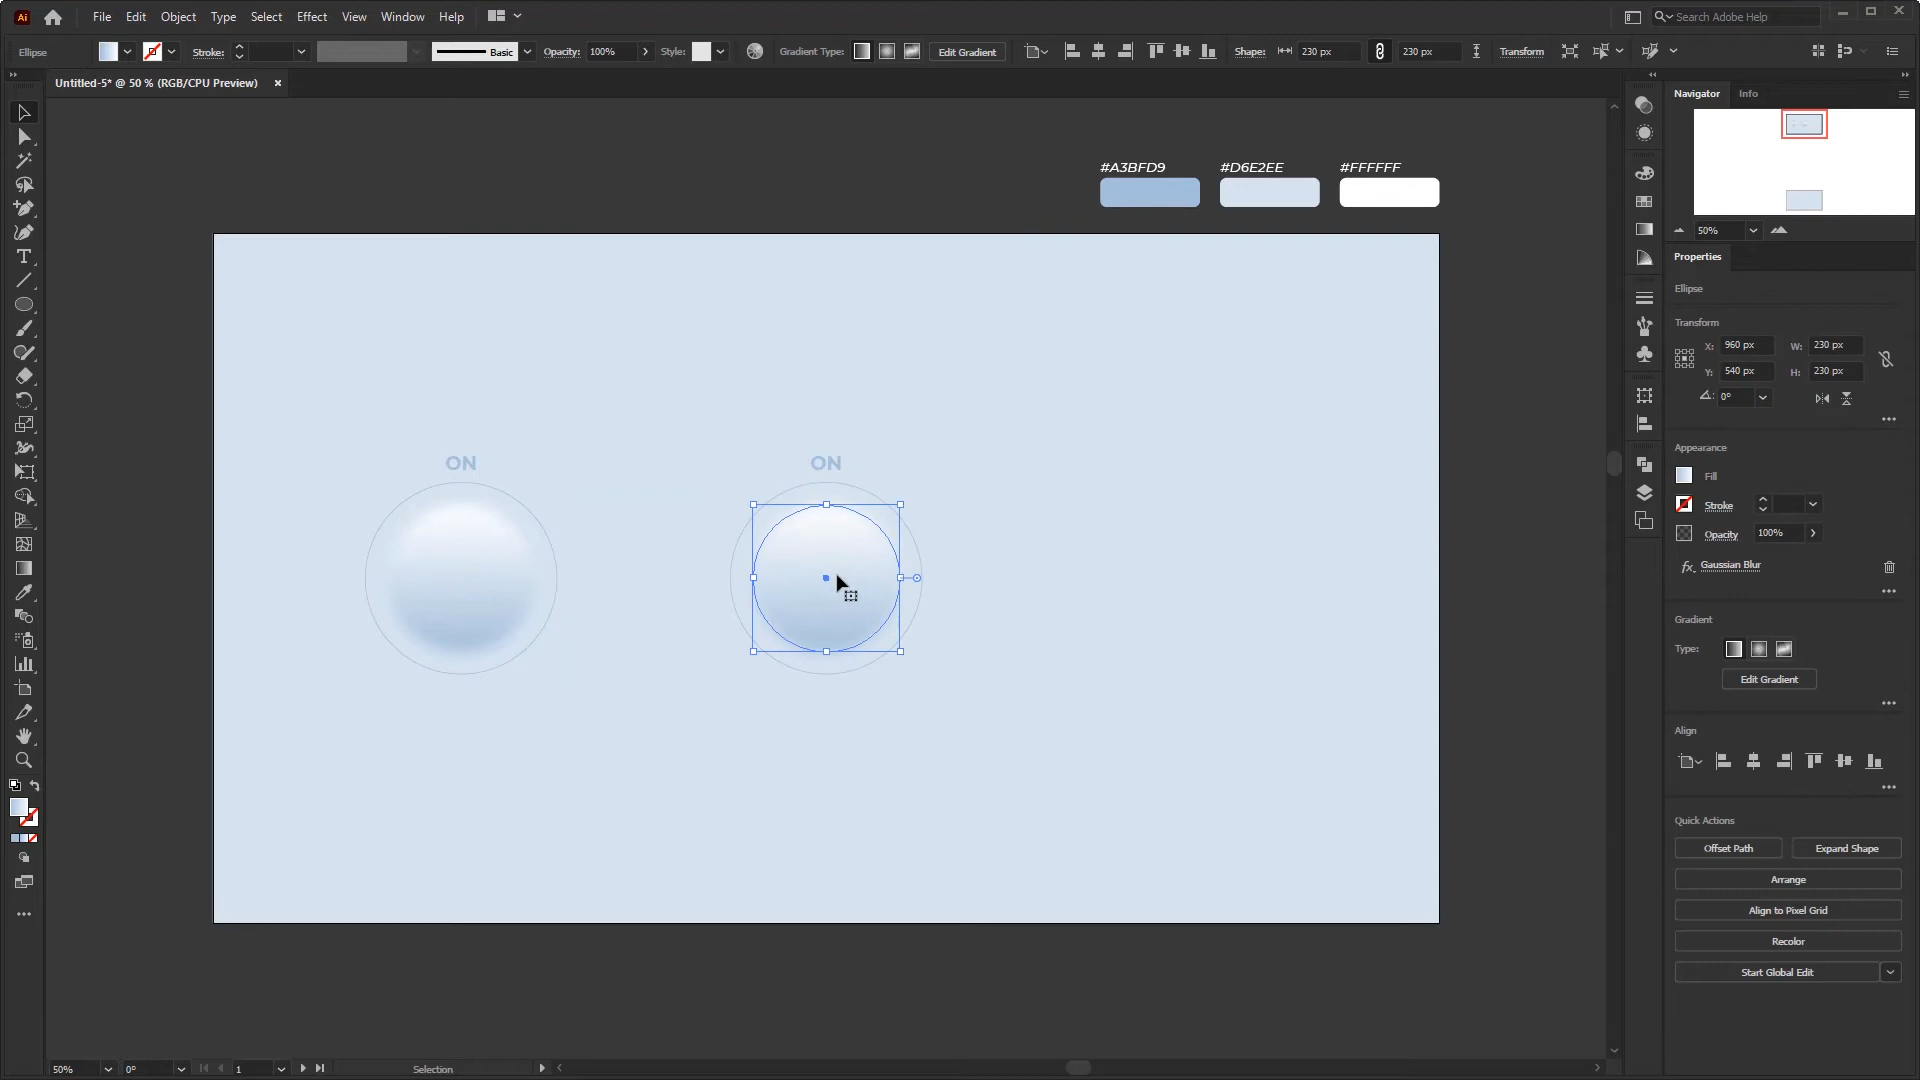 Ai File Edit Object Type Select Effect View Window Help Search Adobe Help
Ellipse Stroke: Basic Opacity: 100% Style: Gradient Type: Edit Gradient Shape: 230 px 230 px Transform
Untitled-5* @ 50 % (RGB/CPU Preview) ×
Navigator Info
50%
Properties
Ellipse
Transform
X: 960 px W: 230 px
Y: 540 px H: 230 px
0°
Appearance
Fill
Stroke
Opacity 100%
fx. Gaussian Blur
Gradient
Type:
Edit Gradient
Align
Quick Actions
Offset Path Expand Shape
Arrange
Align to Pixel Grid
Recolor
Start Global Edit
#A3BFD9 #D6E2EE #FFFFFF
ON ON
50% 0° 1 Selection